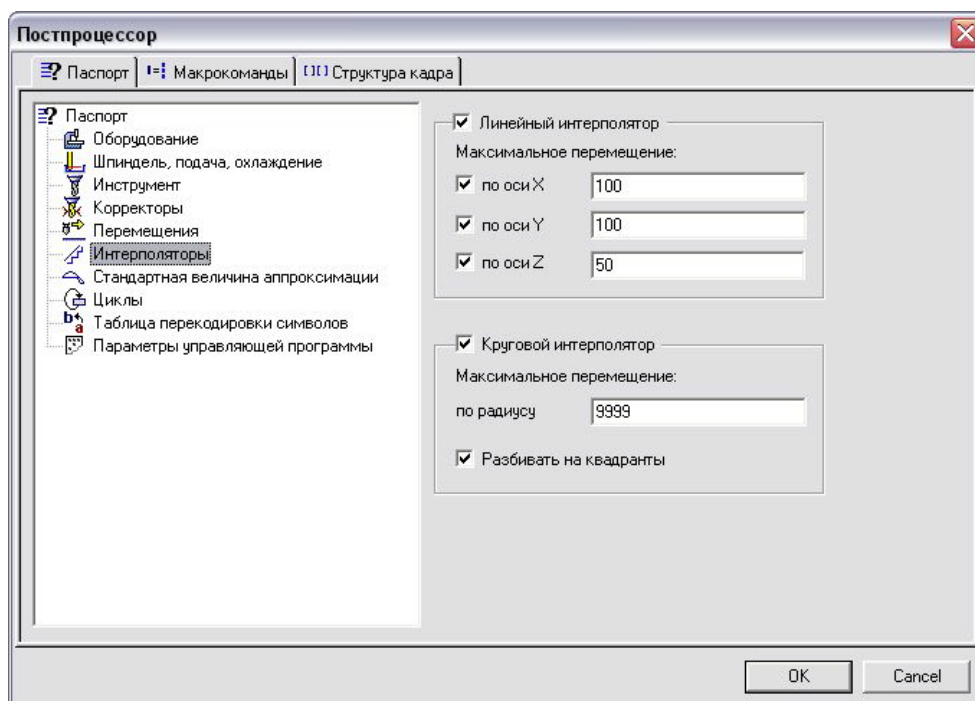 Постпроцессор
Паспорт
Макрокоманды
Структура кадра
Паспорт
Оборудование
Шпиндель, подача, охлаждение
Инструмент
Корректоры
Перемещения
Интерполяторы
Стандартная величина аппроксимации
Циклы
Таблица перекодировки символов
Параметры управляющей программы
Линейный интерполятор
Максимальное перемещение:
по оси X 100
по оси Y 100
по оси Z 50
Круговой интерполятор
Максимальное перемещение:
по радиусу 9999
Разбивать на квадранты
OK
Cancel